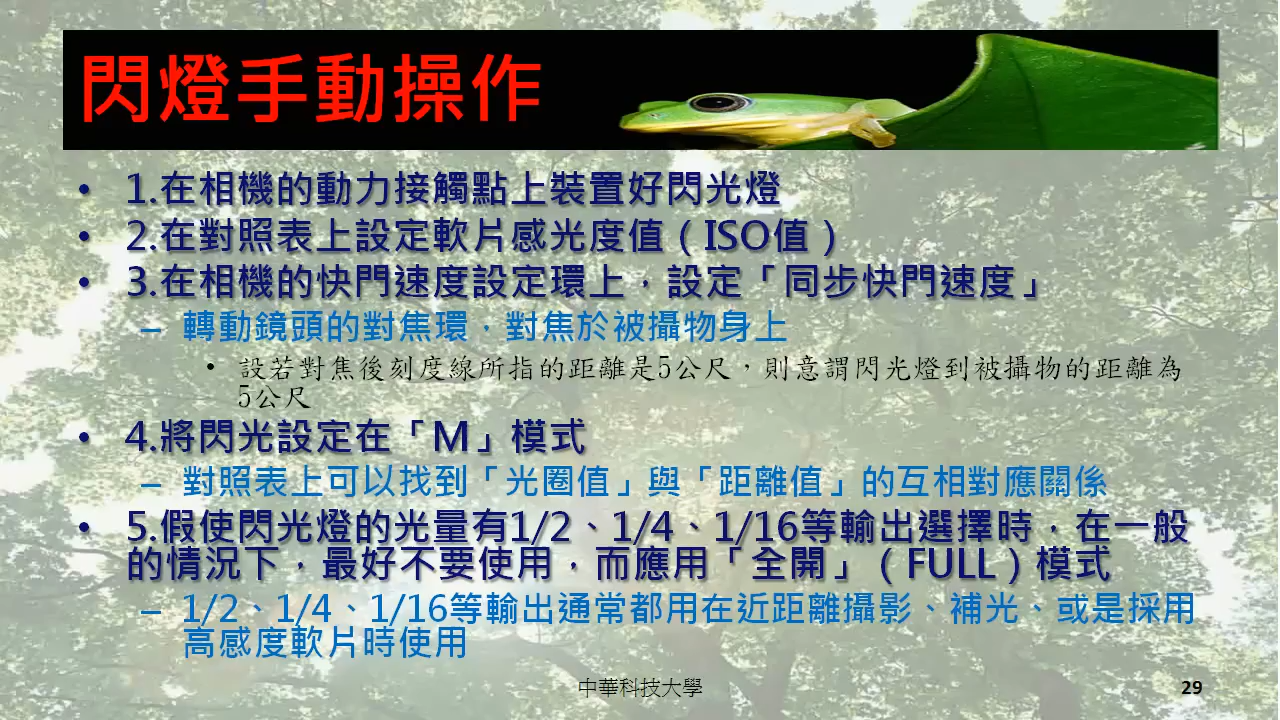 閃燈手動操作
• 1.在相機的動力接觸點上裝置好閃光燈
• 2.在對照表上設定軟片感光度值（ISO值）
• 3.在相機的快門速度設定環上，設定「同步快門速度」
– 轉動鏡頭的對焦環，對焦於被攝物身上
• 設若對焦後刻度線所指的距離是5公尺，則意謂閃光燈到被攝物的距離為
5公尺
• 4.將閃光設定在「M」模式
– 對照表上可以找到「光圈值」與「距離值」的互相對應關係
• 5.假使閃光燈的光量有1/2、1/4、1/16等輸出選擇時，在一般
的情況下，最好不要使用，而應用「全開」（FULL）模式
– 1/2、1/4、1/16等輸出通常都用在近距離攝影、補光、或是採用
高感度軟片時使用
中華科技大學
29